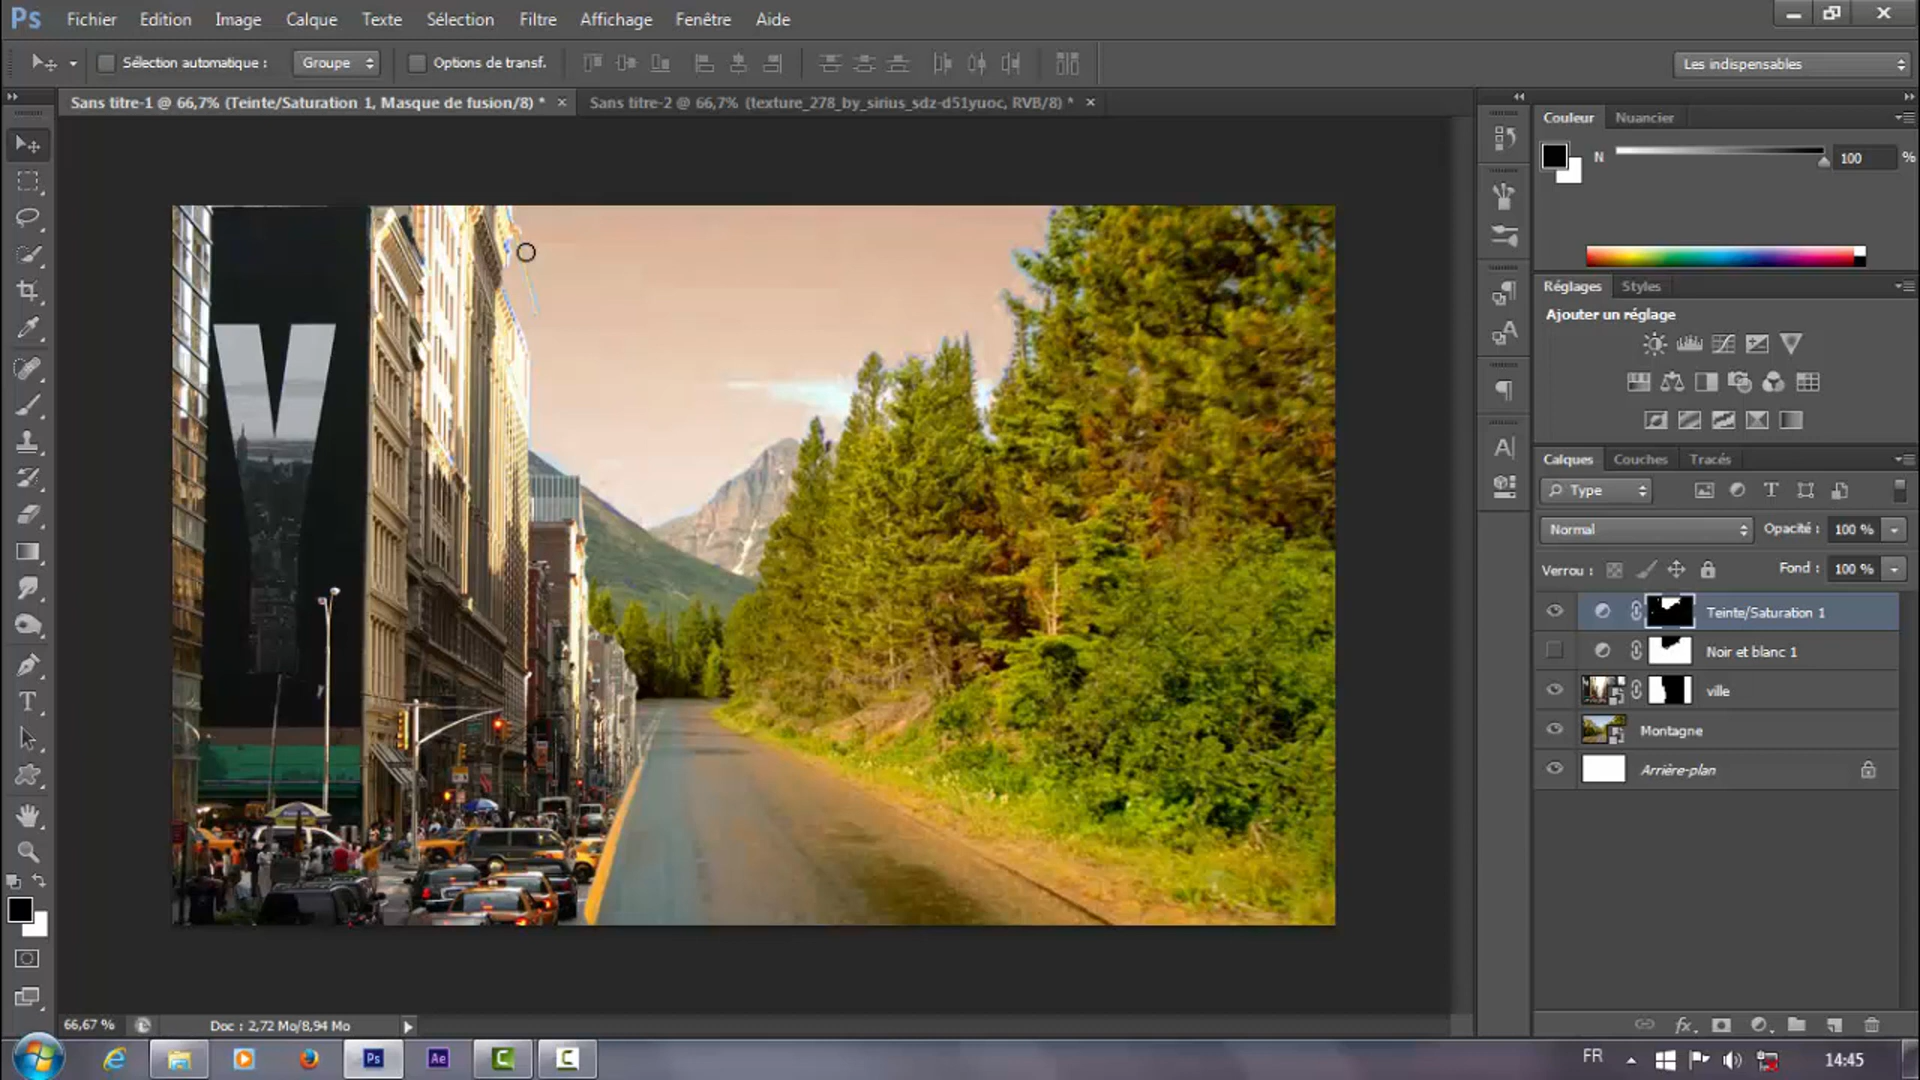 Ps Fichier Edition Image Calque Texte Sélection Filtre Affichage Fenêtre Aide
Sélection automatique : Groupe Options de transf. Les indispensables
Sans titre-1 @ 66,7% (Teinte/Saturation 1, Masque de fusion/8) * × Sans titre-2 @ 66,7% (texture_278_by_sirius_sdz-d51yuoc, RVB/8) * ×
Couleur Nuancier
N 100 %
Réglages Styles
Ajouter un réglage
Y
Calques Couches Tracés
Type
Normal Opacité : 100 %
Verrou : Fond : 100 %
Teinte/Saturation 1
Noir et blanc 1
ville
Montagne
Arrière-plan
66,67 % Doc : 2,72 Mo/8,94 Mo
Ps Ae C C FR 14:45